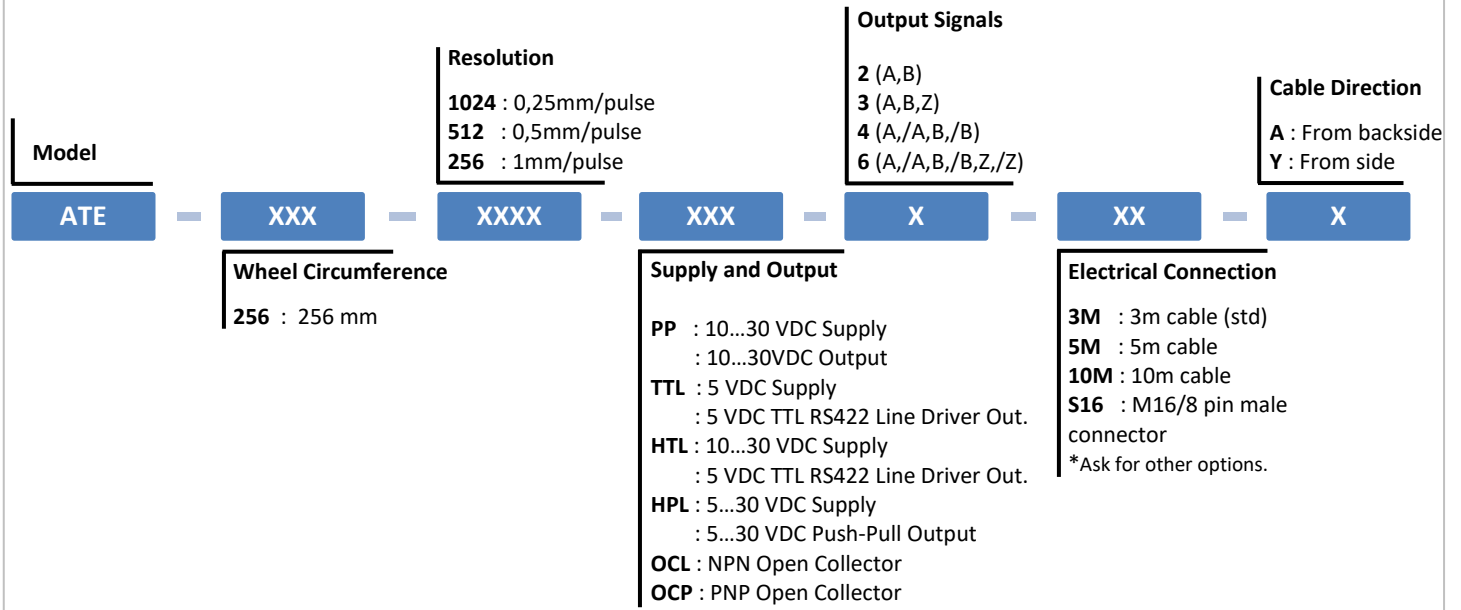 Output Signals
2 (A,B)
3 (A,B,Z)
4 (A,/A,B,/B)
6 (A,/A,B,/B,Z,/Z)
Resolution
1024 : 0,25mm/pulse
512 : 0,5mm/pulse
256 : 1mm/pulse
Cable Direction
A : From backside
Y : From side
Model
ATE – XXX – XXXX – XXX – X – XX – X
Wheel Circumference
256 : 256 mm
Supply and Output
PP : 10...30 VDC Supply
: 10...30VDC Output
TTL : 5 VDC Supply
: 5 VDC TTL RS422 Line Driver Out.
HTL : 10...30 VDC Supply
: 5 VDC TTL RS422 Line Driver Out.
HPL : 5...30 VDC Supply
: 5...30 VDC Push-Pull Output
OCL : NPN Open Collector
OCP : PNP Open Collector
Electrical Connection
3M : 3m cable (std)
5M : 5m cable
10M : 10m cable
S16 : M16/8 pin male
connector
*Ask for other options.